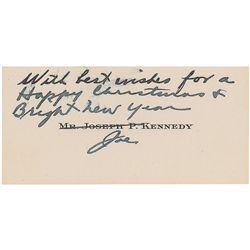 With best wishes for a
Happy Christmas &
Bright New Year
Mr. Joseph P. Kennedy
Joe